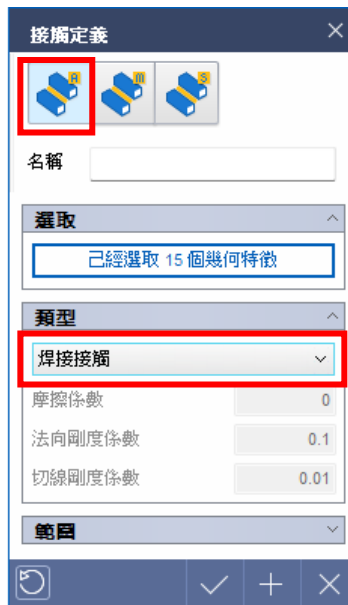 接觸定義
A
M
S
名稱
選取
已經選取 15 個幾何特徵
類型
焊接接觸
摩擦係數 0
法向剛度係數 0.1
切線剛度係數 0.01
範圍